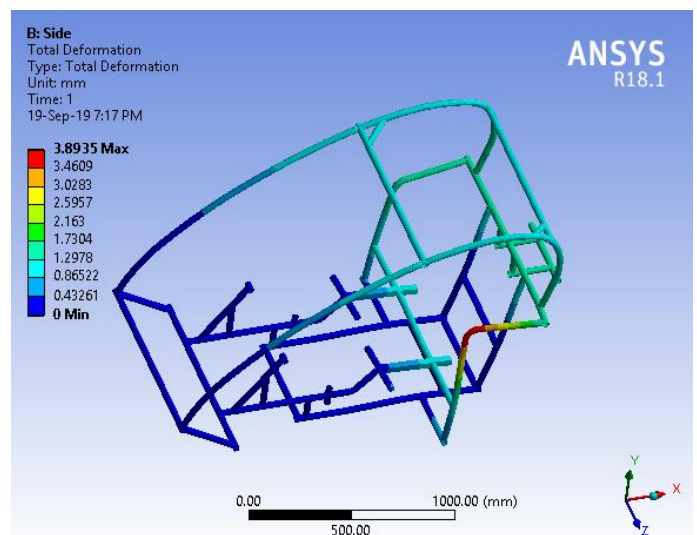 B: Side
Total Deformation
Type: Total Deformation
Unit: mm
Time: 1
19-Sep-19 7:17 PM
ANSYS
R18.1
3.8935 Max
3.4609
3.0283
2.5957
2.163
1.7304
1.2978
0.86522
0.43261
0 Min
0.00 1000.00 (mm)
500.00
Y
X
Z